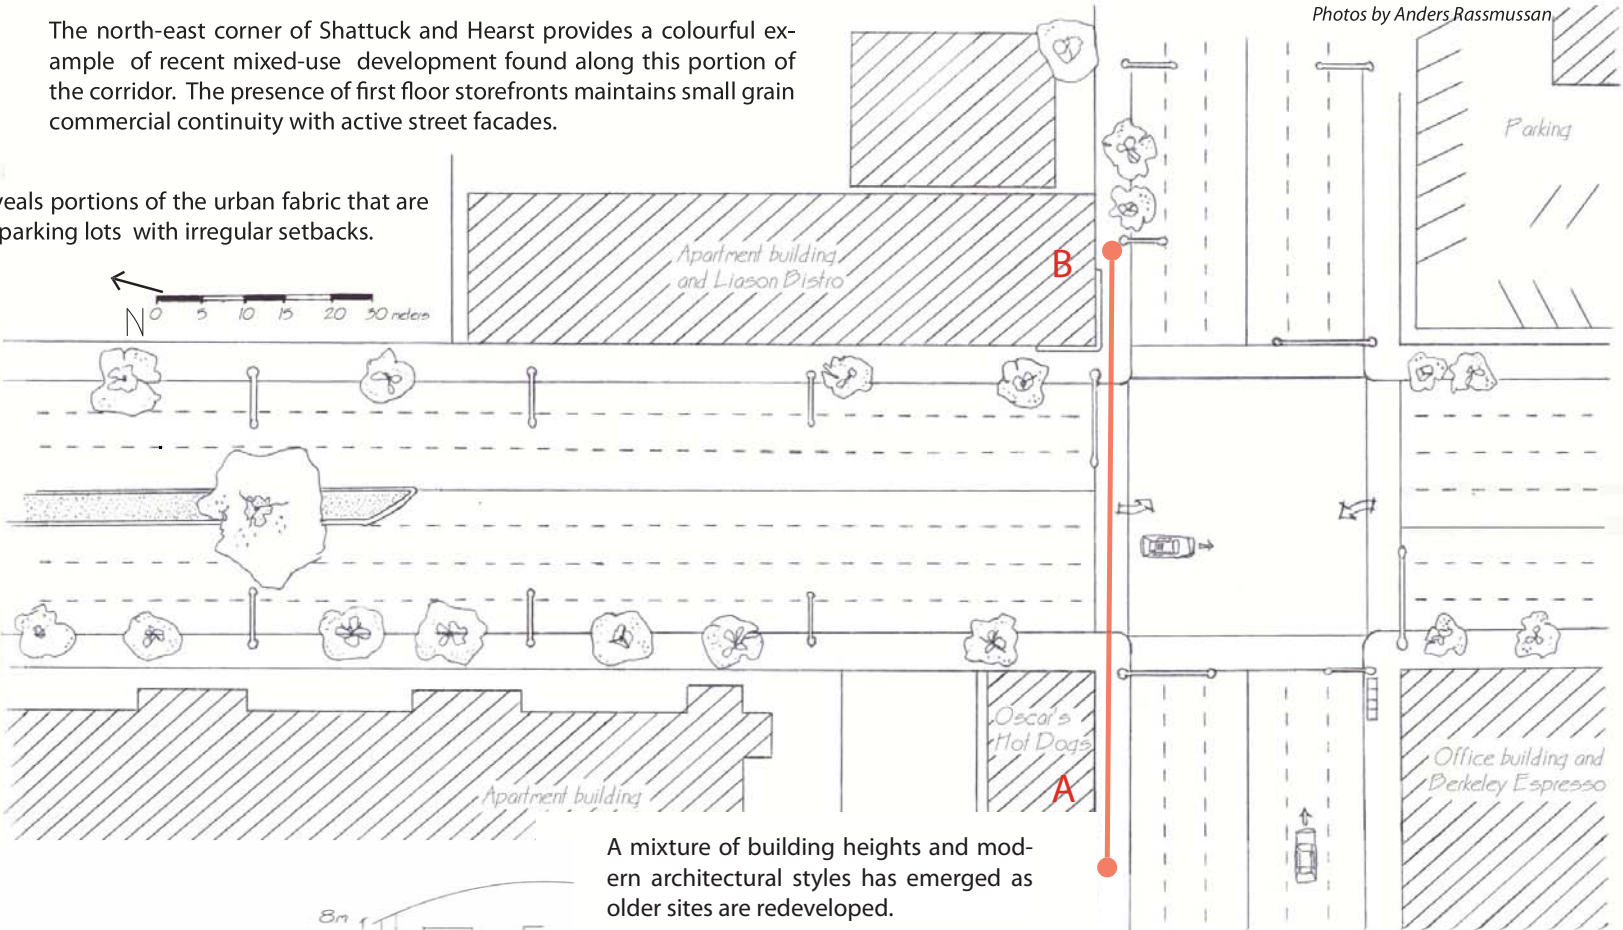 The north-east corner of Shattuck and Hearst provides a colourful ex-
ample of recent mixed-use development found along this portion of
the corridor. The presence of first floor storefronts maintains small grain
commercial continuity with active street facades.
Photos by Anders Rassmussan
Parking
veals portions of the urban fabric that are
parking lots with irregular setbacks.
N
0 5 10 15 20 30 meters
Apartment building
and Liason Bistro
B
Oscar's
Hot Dogs
A
Apartment building
Office building and
Berkeley Espresso
A mixture of building heights and mod-
ern architectural styles has emerged as
older sites are redeveloped.
8m